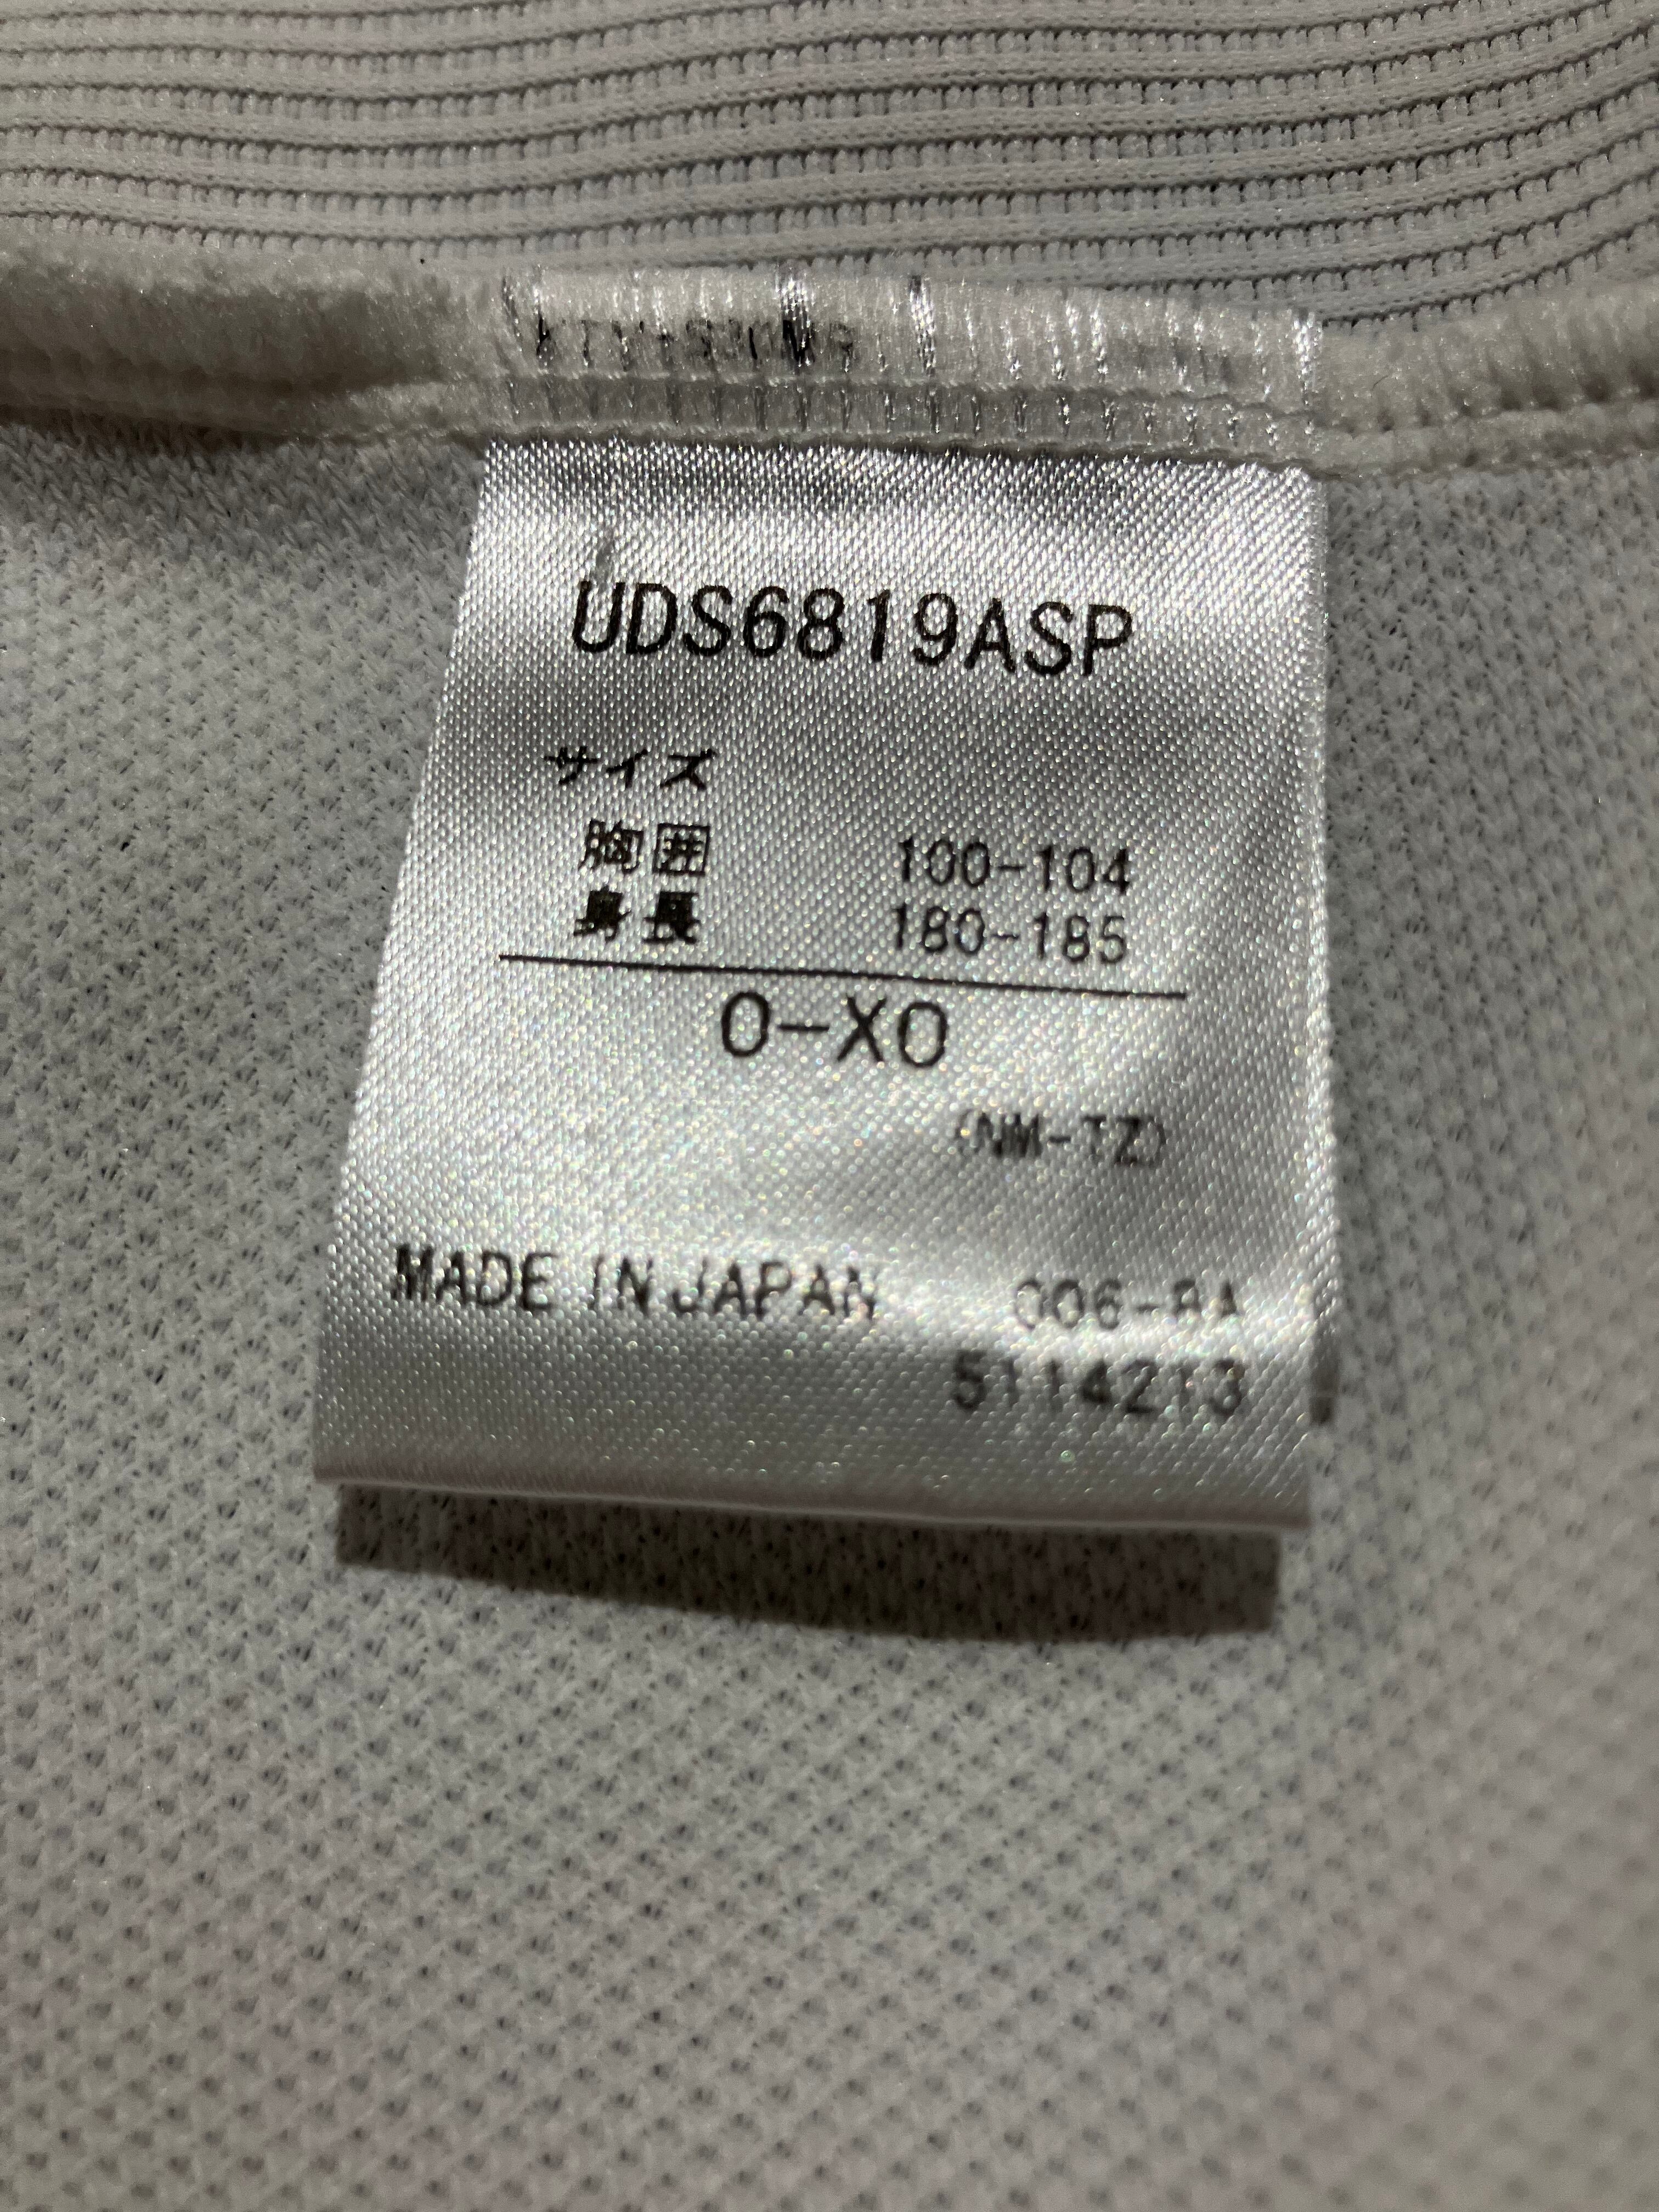 UDS6819ASP
サイズ
胸囲 100-104
身長 180-185
O-XO
(NM-TZ)
MADE IN JAPAN 006-BA
5114213